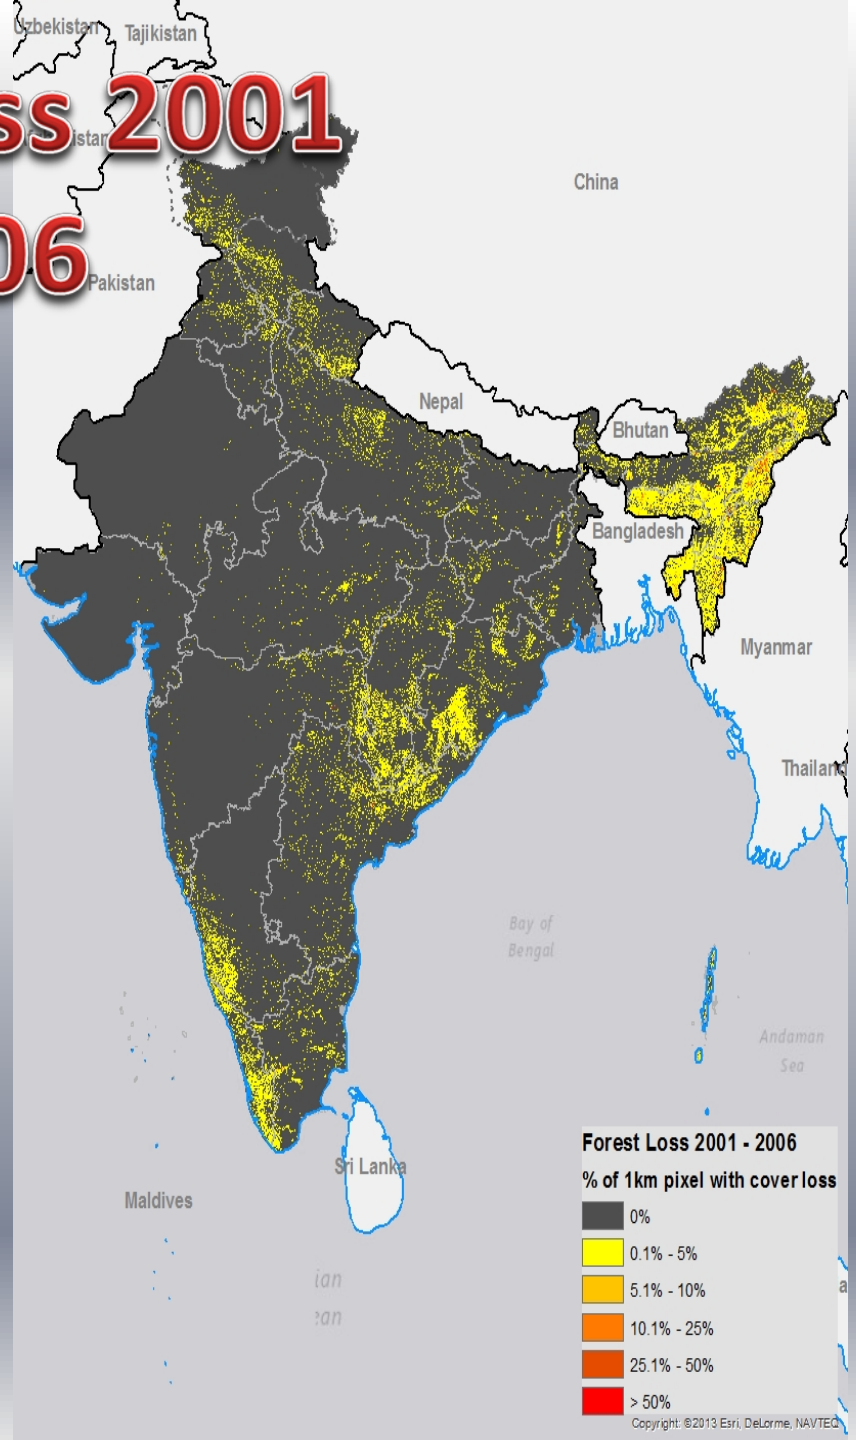 Uzbekistan
Tajikistan
ss 2001
China
06
Pakistan
Nepal
Bhutan
Bangladesh
Myanmar
Thailand
Bay of
Bengal
Andaman
Sea
Sri Lanka
Maldives
Forest Loss 2001 - 2006
% of 1km pixel with cover loss
0%
0.1% - 5%
5.1% - 10%
10.1% - 25%
25.1% - 50%
> 50%
Copyright: ©2013 Esri, DeLorme, NAVTEQ